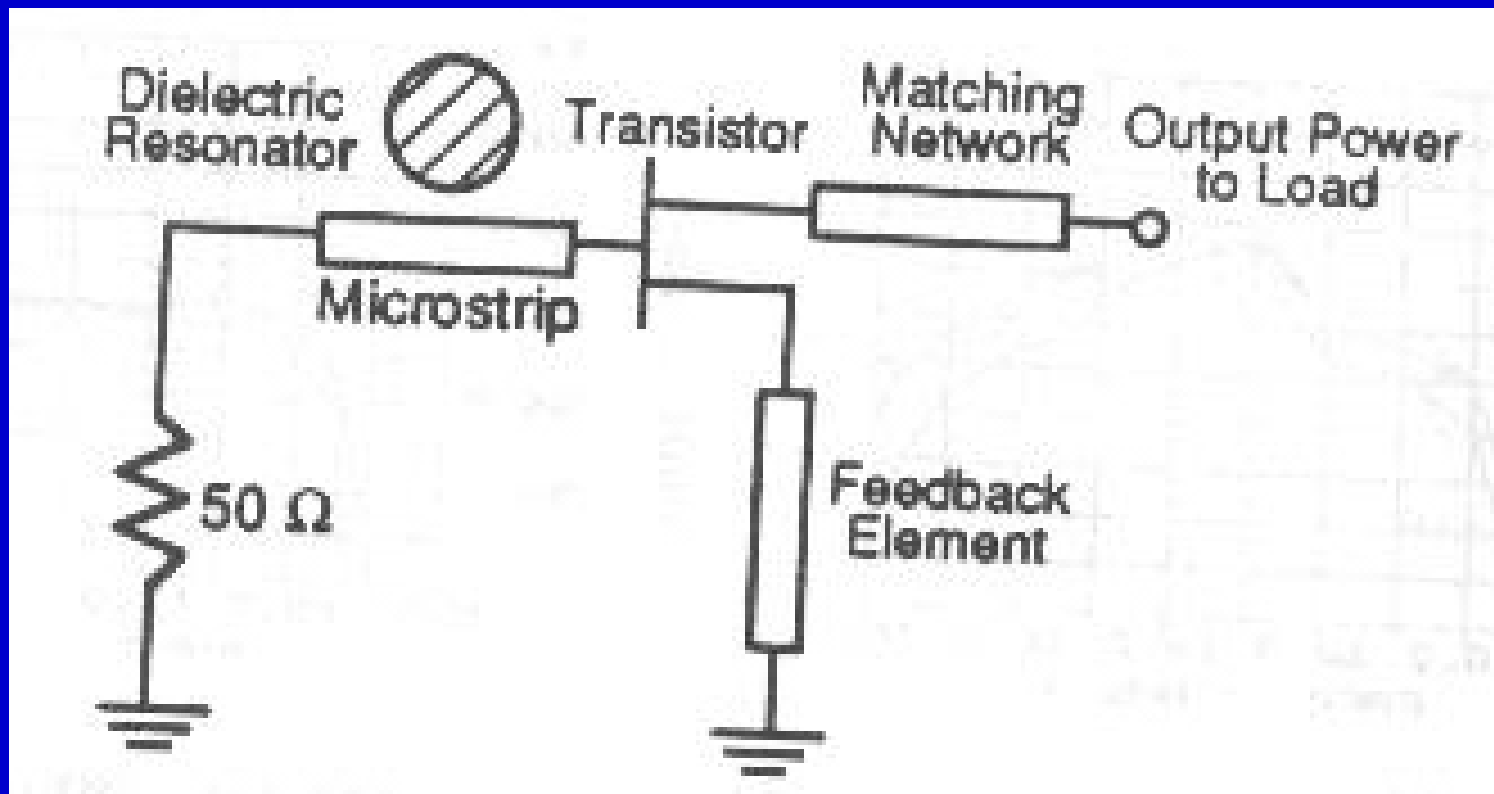 Dielectric
Resonator
Transistor
Matching
Network
Output Power
to Load
Microstrip
50 Ω
Feedback
Element